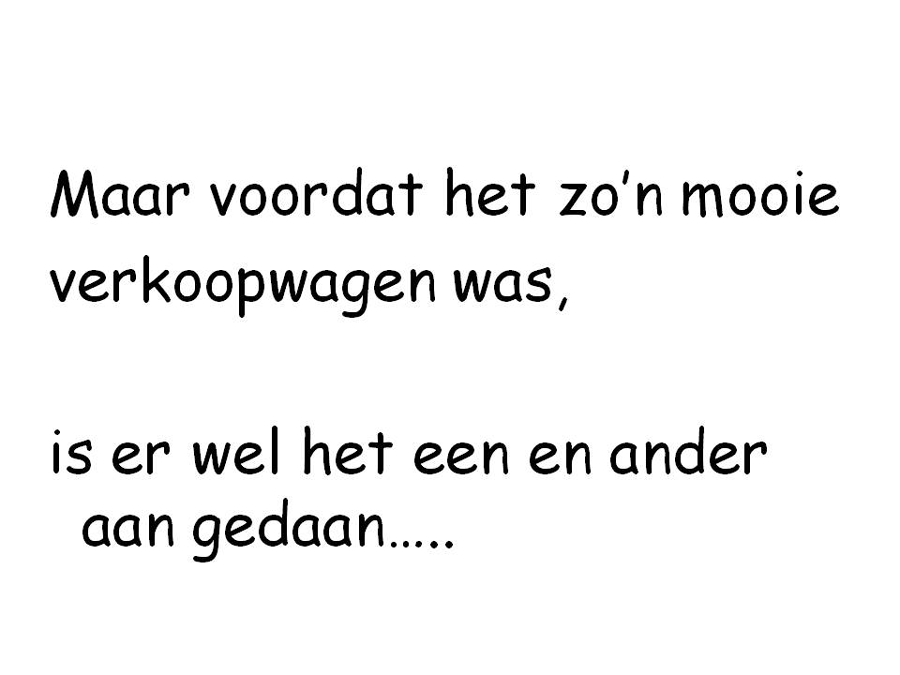 Maar voordat het zo’n mooie
verkoopwagen was,
is er wel het een en ander
aan gedaan…..